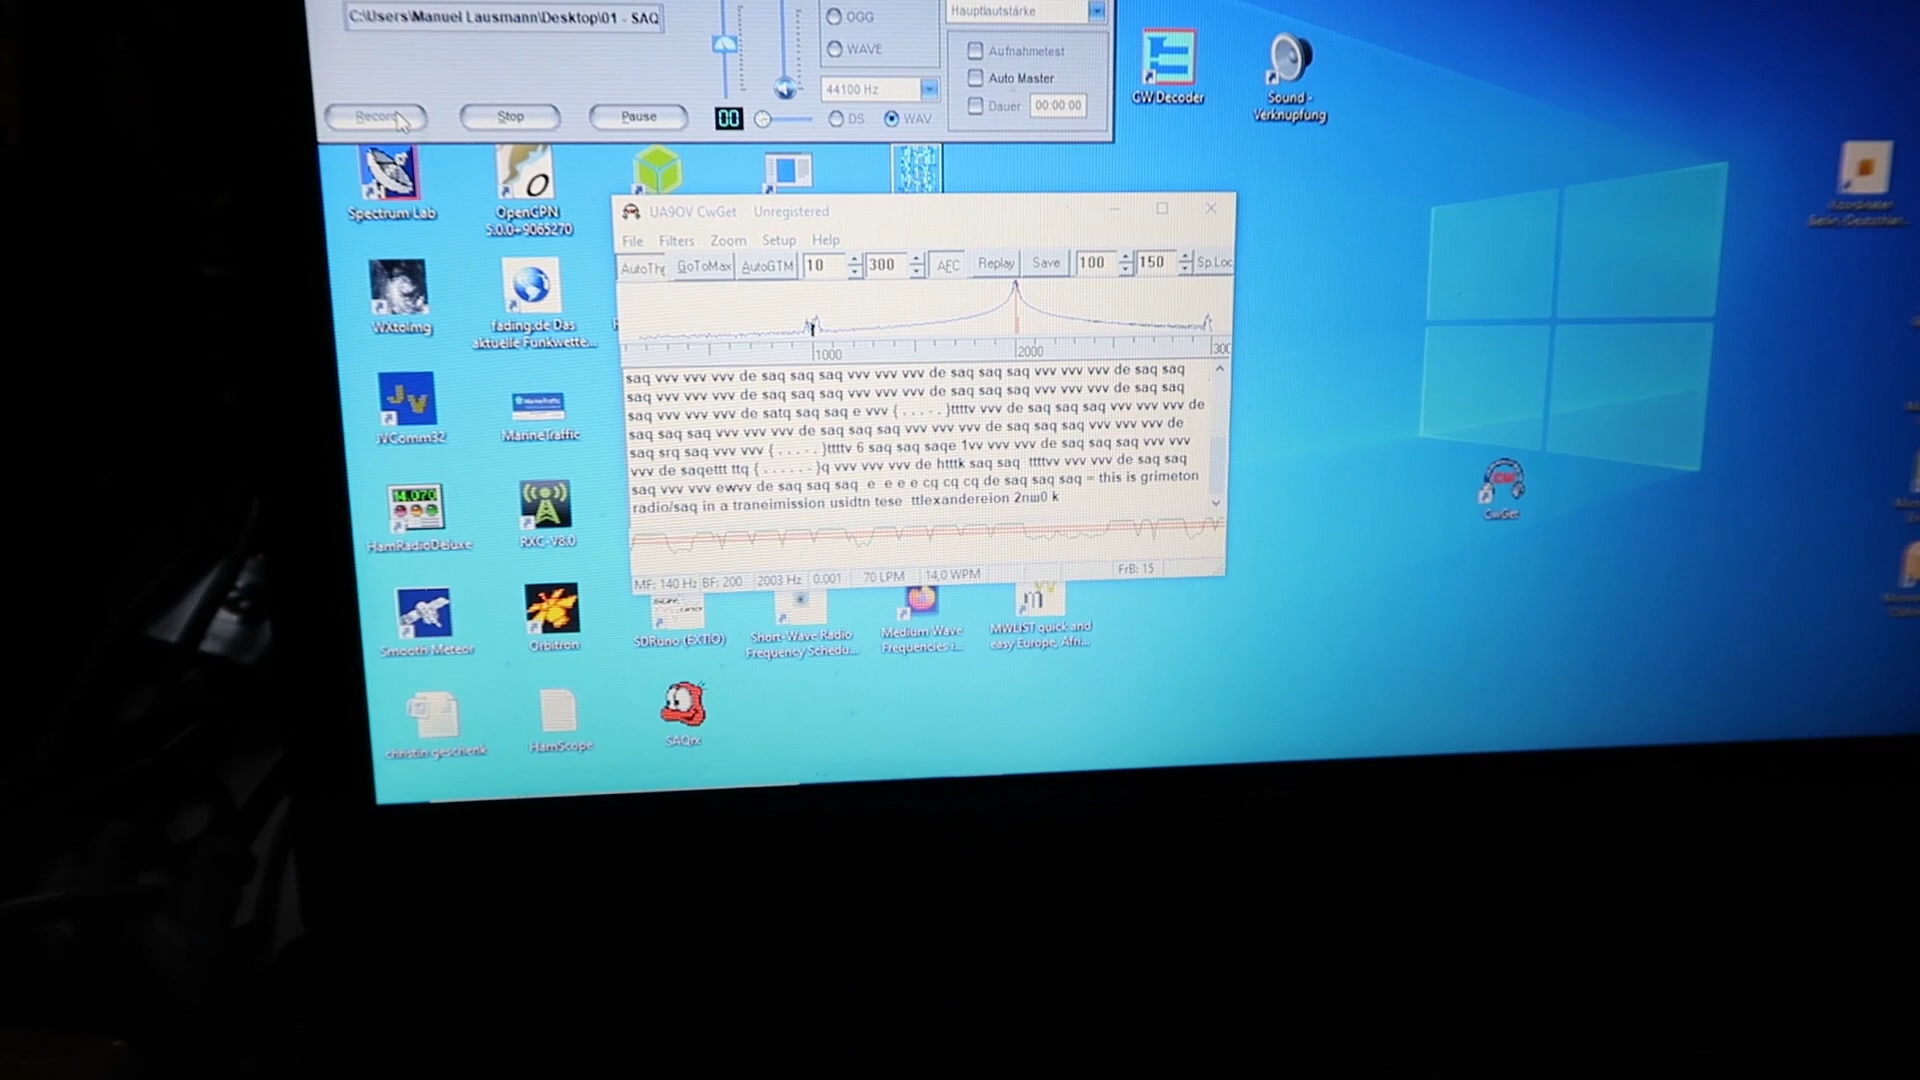 C:\Users\Manuel Lausmann\Desktop\01 - SAQ
OGG
WAVE
44100 Hz
DS
WAV
Hauptlautstärke
Aufnahmetest
Auto Master
Dauer 00:00:00
Record
Stop
Pause
00
GW Decoder
Sound -
Verknüpfung
Spectrum Lab
OpenCPN
5.0.0+9065270
UA9OV CwGet Unregistered
File Filters Zoom Setup Help
AutoThr GoToMax AutoGTM 10 300 AFC Replay Save 100 150 Sp.Loc
1000 2000 300
saq vvv vvv vvv de saq saq saq vvv vvv vvv de saq saq saq vvv vvv vvv de saq saq
saq vvv vvv vvv de saq saq saq vvv vvv vvv de saq saq saq vvv vvv vvv de saq saq
saq vvv vvv vvv de satq saq saq e vvv { . . . - . }ttttv vvv de saq saq saq vvv vvv vvv de
saq saq saq vvv vvv vvv de saq saq saq vvv vvv vvv de saq saq saq vvv vvv vvv de
saq srq saq vvv vvv { . . . - . }ttttv 6 saq saq saqe 1vv vvv vvv de saq saq saq vvv vvv
vvv de saqettt ttq { . . . . . . }q vvv vvv vvv de htttk saq saq ttttvv vvv vvv de saq saq
saq vvv vvv ewvv de saq saq saq e e e e cq cq cq de saq saq saq = this is grimeton
radio/saq in a traneimission usidtn tese ttlexandereion 2nш0 k
MF: 140 Hz BF: 200 2003 Hz 0.001 70 LPM 14,0 WPM FrB: 15
WXtoImg
fading.de Das
aktuelle Funkwette...
JVComm32
MarineTraffic
MarineTraffic
14.070
HamRadioDeluxe
RXC-V8.0
CW
CwGet
Smooth Meteor
Orbitron
SDRuno (EXTIO)
Short-Wave Radio
Frequency Schedu...
Medium Wave
Frequencies i...
MWLIST quick and
easy Europe, Afri...
christin geschenk
HamScope
SAQrx
Koordinaten
Berlin (Deutschlan...